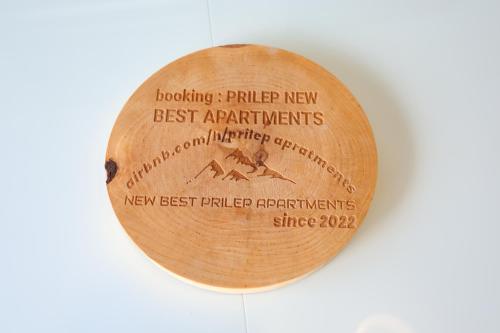 booking : PRILEP NEW
BEST APARTMENTS
airbnb.com/h/prilep apratments
NEW BEST PRILEP APARTMENTS
since 2022